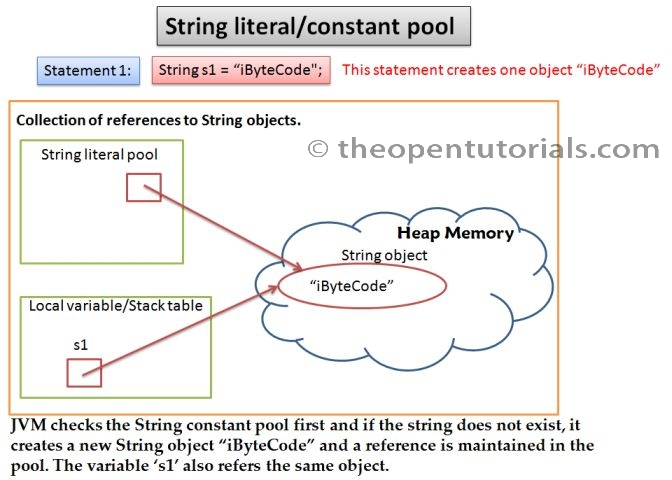 String literal/constant pool
Statement 1:
String s1 = “iByteCode";
This statement creates one object “iByteCode”
Collection of references to String objects.
© theopentutorials.com
String literal pool
Heap Memory
String object
“iByteCode”
Local variable/Stack table
s1
JVM checks the String constant pool first and if the string does not exist, it
creates a new String object “iByteCode” and a reference is maintained in the
pool. The variable ‘s1’ also refers the same object.